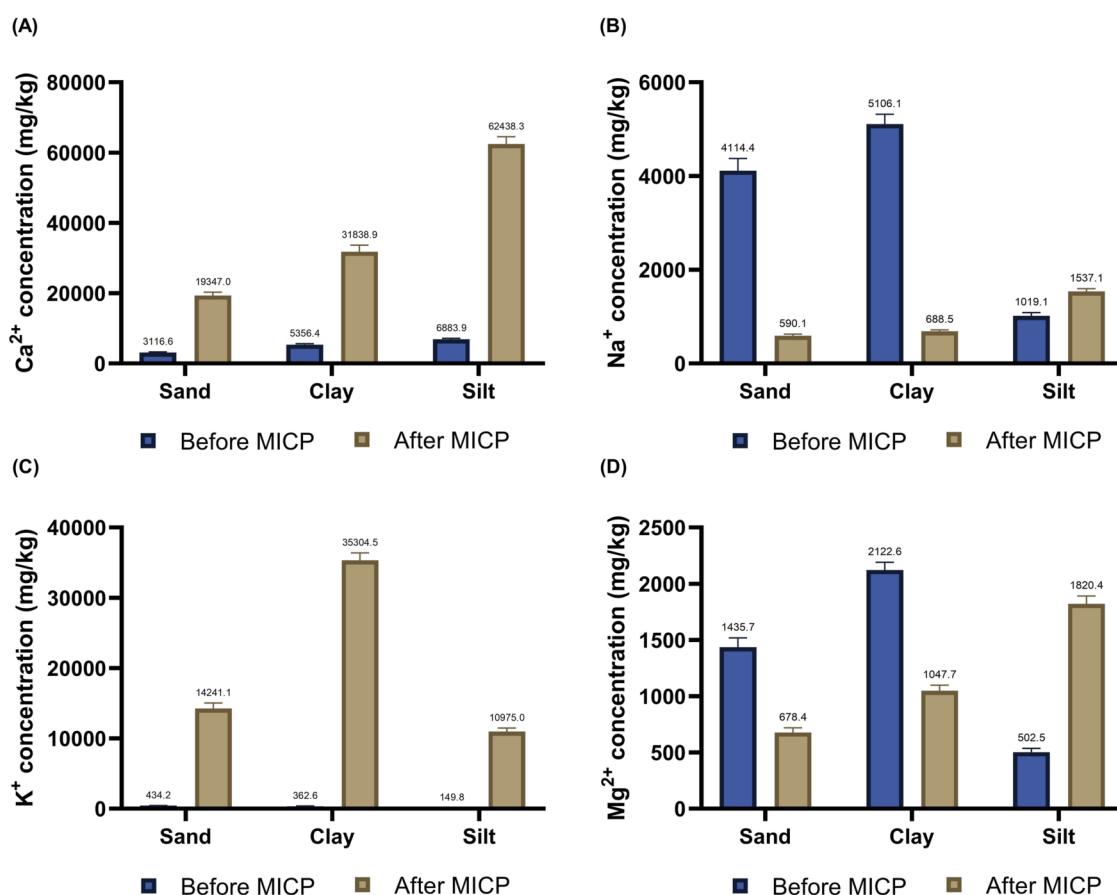 (A)
Ca2+ concentration (mg/kg)
80000
60000
40000
20000
0
3116.6
19347.0
5356.4
31838.9
6883.9
62438.3
Sand Clay Silt
Before MICP After MICP
(B)
Na+ concentration (mg/kg)
6000
4000
2000
0
4114.4
590.1
5106.1
688.5
1019.1
1537.1
Sand Clay Silt
Before MICP After MICP
(C)
K+ concentration (mg/kg)
40000
30000
20000
10000
0
434.2
14241.1
362.6
35304.5
149.8
10975.0
Sand Clay Silt
Before MICP After MICP
(D)
Mg2+ concentration (mg/kg)
2500
2000
1500
1000
500
0
1435.7
678.4
2122.6
1047.7
502.5
1820.4
Sand Clay Silt
Before MICP After MICP